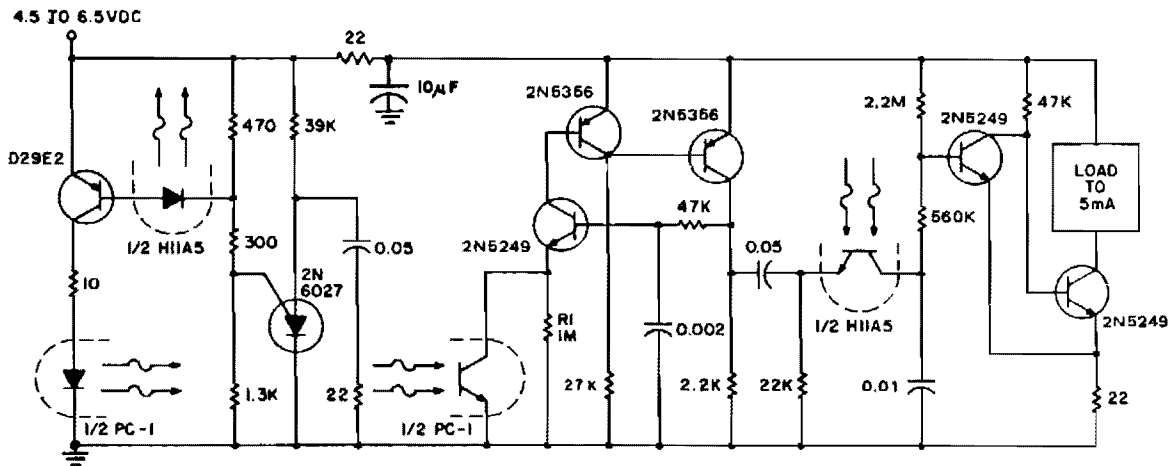 4.5 TO 6.5VDC
22
10µF
2N5356
2N5356
2.2M
2N5249
47K
D29E2
470
39K
LOAD
TO
5mA
1/2 H11A5
300
0.05
2N5249
47K
0.05
560K
10
2N
6027
R1
1M
0.002
1/2 H11A5
2N5249
1.3K
22
27K
2.2K
22K
0.01
22
1/2 PC-1
1/2 PC-1